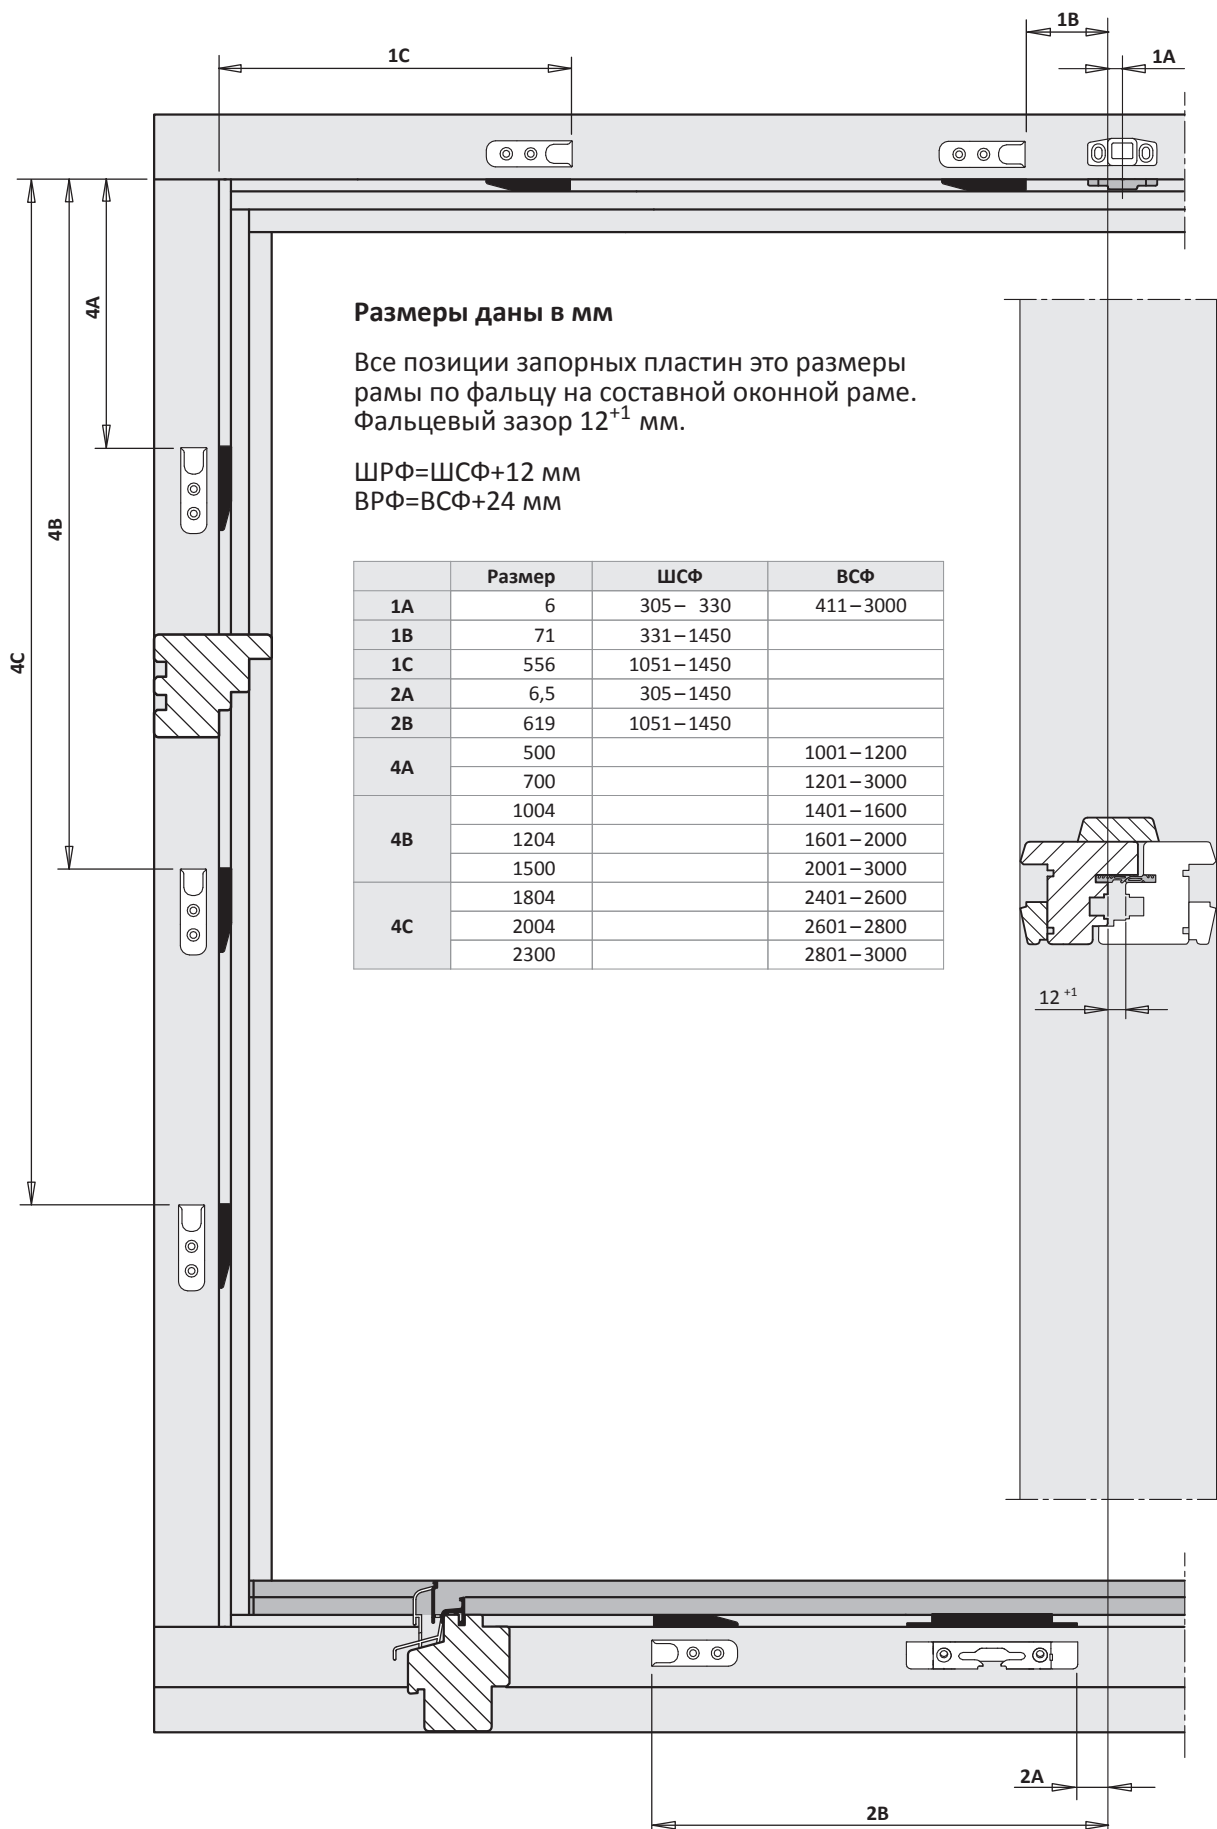 1B
1C
1A
4A
Размеры даны в мм
Все позиции запорных пластин это размеры
рамы по фальцу на составной оконной раме.
Фальцевый зазор 12⁺¹ мм.
ШРФ=ШСФ+12 мм
ВРФ=ВСФ+24 мм
4B
4C
Размер ШСФ ВСФ
1A 6 305– 330 411–3000
1B 71 331–1450
1C 556 1051–1450
2A 6,5 305–1450
2B 619 1051–1450
4A 500 1001–1200
700 1201–3000
4B 1004 1401–1600
1204 1601–2000
1500 2001–3000
4C 1804 2401–2600
2004 2601–2800
2300 2801–3000
12 ⁺¹
2A
2B